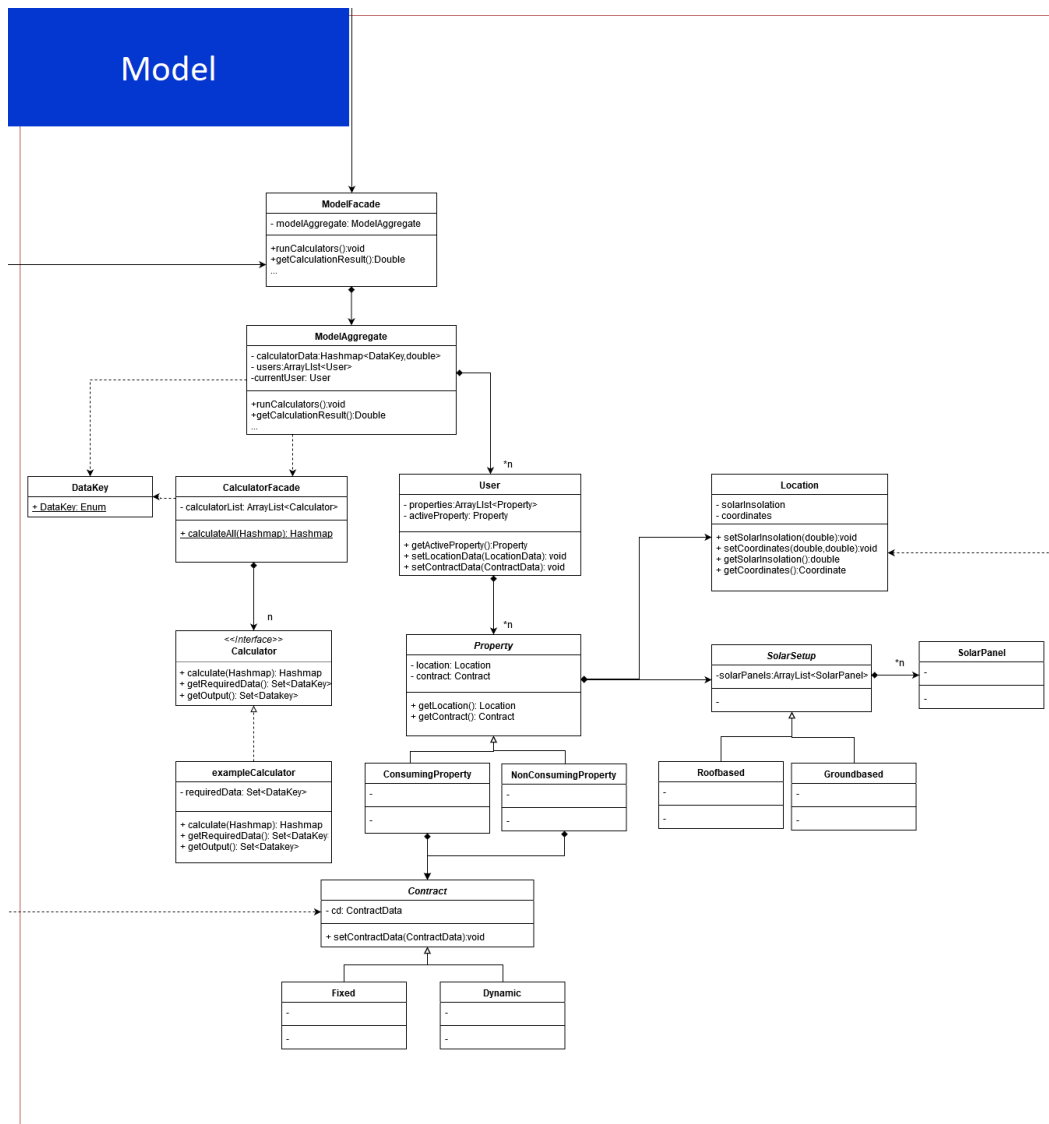 Model
ModelFacade
- modelAggregate: ModelAggregate
+runCalculators():void
+getCalculationResult():Double
...
ModelAggregate
- calculatorData:Hashmap<DataKey,double>
- users:ArrayLIst<User>
-currentUser: User
+runCalculators():void
+getCalculationResult():Double
...
*n
DataKey
+ DataKey: Enum
CalculatorFacade
- calculatorList: ArrayList<Calculator>
+ calculateAll(Hashmap): Hashmap
User
- properties:ArrayLIst<Property>
- activeProperty: Property
+ getActiveProperty():Property
+ setLocationData(LocationData): void
+ setContractData(ContractData): void
Location
- solarInsolation
- coordinates
+ setSolarInsolation(double):void
+ setCoordinates(double,double):void
+ getSolarInsolation():double
+ getCoordinates():Coordinate
n
*n
<<Interface>>
Calculator
+ calculate(Hashmap): Hashmap
+ getRequiredData(): Set<DataKey>
+ getOutput(): Set<Datakey>
Property
- location: Location
- contract: Contract
+ getLocation(): Location
+ getContract(): Contract
SolarSetup
-solarPanels:ArrayList<SolarPanel>
-
*n
SolarPanel
-
-
exampleCalculator
- requiredData: Set<DataKey>
+ calculate(Hashmap): Hashmap
+ getRequiredData(): Set<DataKey
+ getOutput(): Set<Datakey>
ConsumingProperty
-
-
NonConsumingProperty
-
-
Roofbased
-
-
Groundbased
-
-
Contract
- cd: ContractData
+ setContractData(ContractData):void
Fixed
-
-
Dynamic
-
-